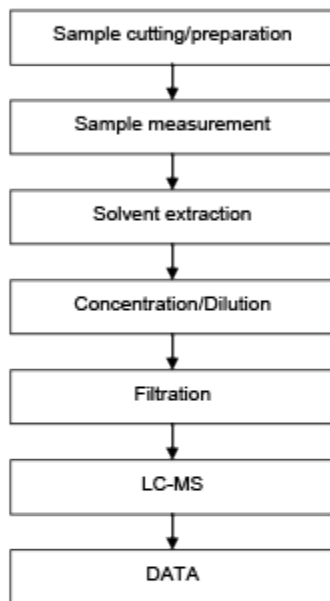 Sample cutting/preparation
Sample measurement
Solvent extraction
Concentration/Dilution
Filtration
LC-MS
DATA